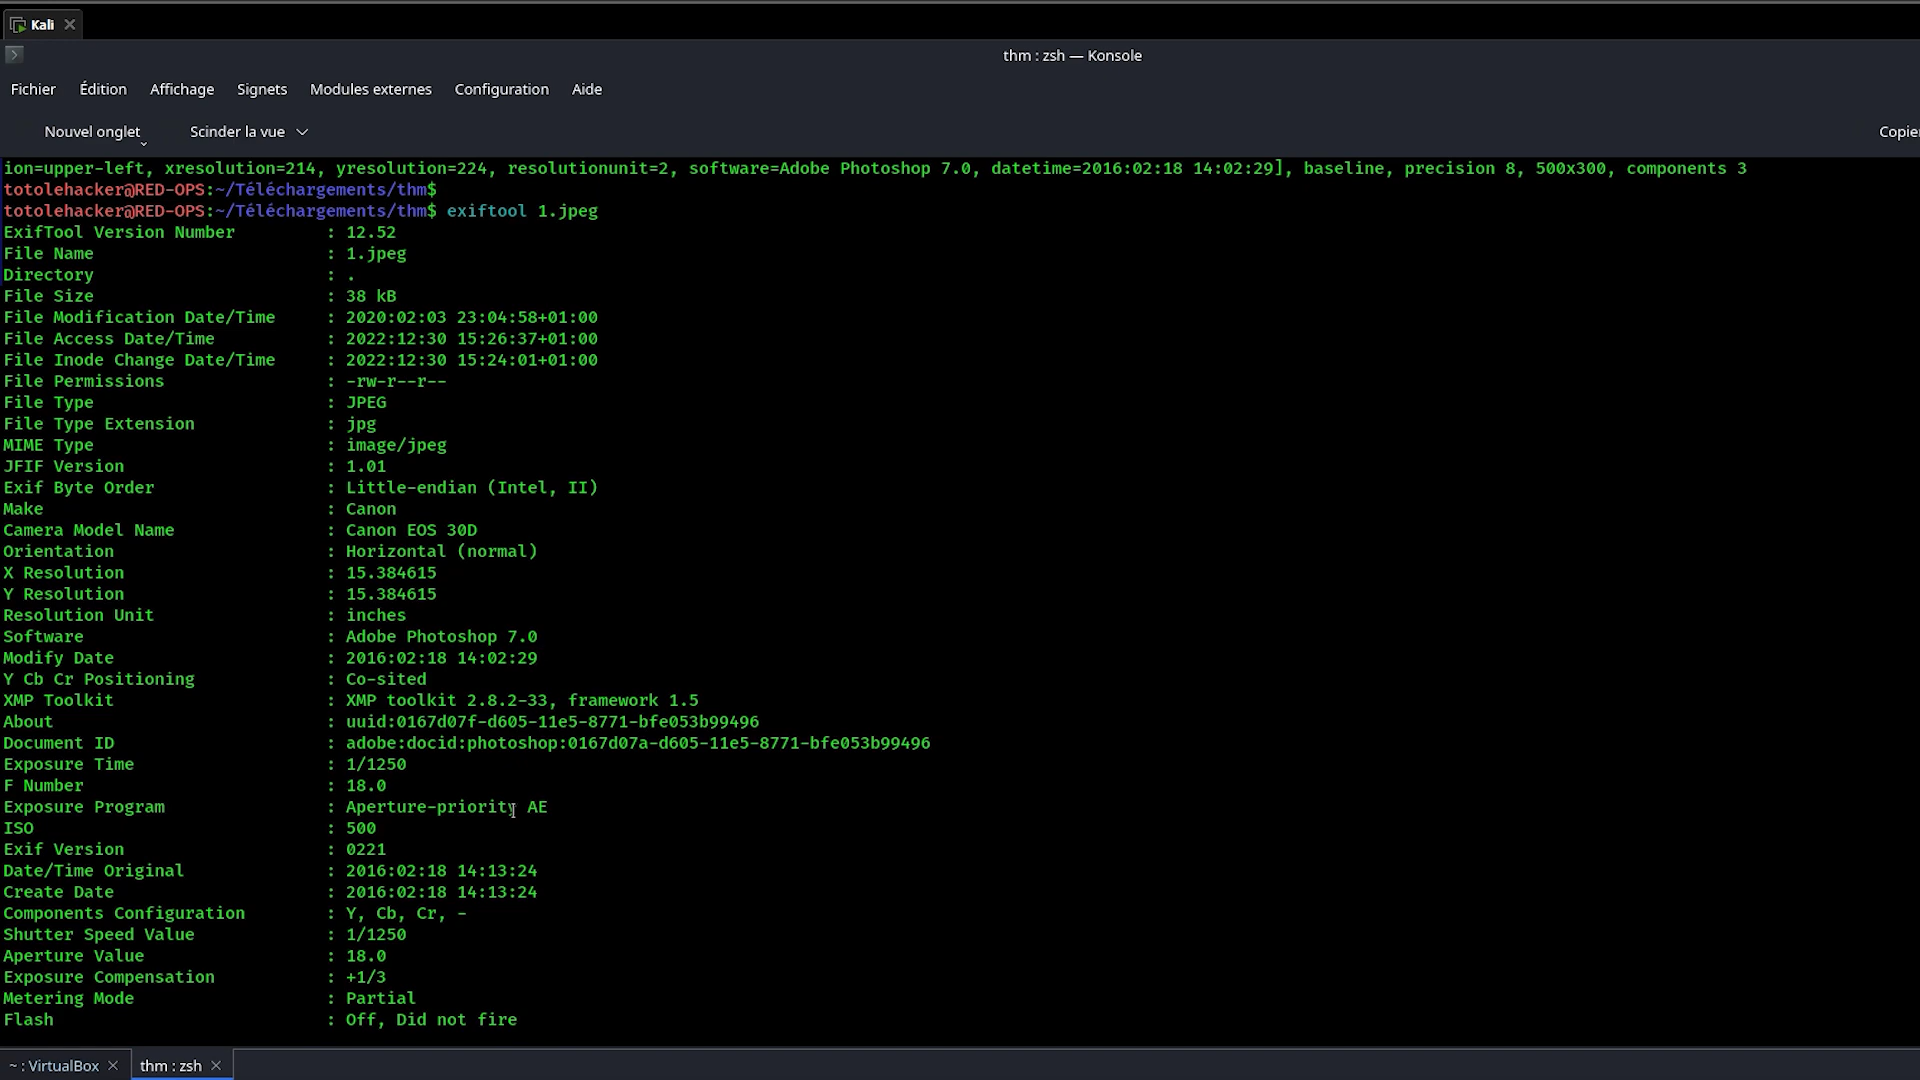 Kali
thm : zsh — Konsole
Fichier Édition Affichage Signets Modules externes Configuration Aide
Nouvel onglet Scinder la vue Copier
ion=upper-left, xresolution=214, yresolution=224, resolutionunit=2, software=Adobe Photoshop 7.0, datetime=2016:02:18 14:02:29], baseline, precision 8, 500x300, components 3
totolehacker@RED-OPS:~/Téléchargements/thm$
totolehacker@RED-OPS:~/Téléchargements/thm$ exiftool 1.jpeg
ExifTool Version Number : 12.52
File Name : 1.jpeg
Directory : .
File Size : 38 kB
File Modification Date/Time : 2020:02:03 23:04:58+01:00
File Access Date/Time : 2022:12:30 15:26:37+01:00
File Inode Change Date/Time : 2022:12:30 15:24:01+01:00
File Permissions : -rw-r--r--
File Type : JPEG
File Type Extension : jpg
MIME Type : image/jpeg
JFIF Version : 1.01
Exif Byte Order : Little-endian (Intel, II)
Make : Canon
Camera Model Name : Canon EOS 30D
Orientation : Horizontal (normal)
X Resolution : 15.384615
Y Resolution : 15.384615
Resolution Unit : inches
Software : Adobe Photoshop 7.0
Modify Date : 2016:02:18 14:02:29
Y Cb Cr Positioning : Co-sited
XMP Toolkit : XMP toolkit 2.8.2-33, framework 1.5
About : uuid:0167d07f-d605-11e5-8771-bfe053b99496
Document ID : adobe:docid:photoshop:0167d07a-d605-11e5-8771-bfe053b99496
Exposure Time : 1/1250
F Number : 18.0
Exposure Program : Aperture-priority AE
ISO : 500
Exif Version : 0221
Date/Time Original : 2016:02:18 14:13:24
Create Date : 2016:02:18 14:13:24
Components Configuration : Y, Cb, Cr, -
Shutter Speed Value : 1/1250
Aperture Value : 18.0
Exposure Compensation : +1/3
Metering Mode : Partial
Flash : Off, Did not fire
~ : VirtualBox thm : zsh